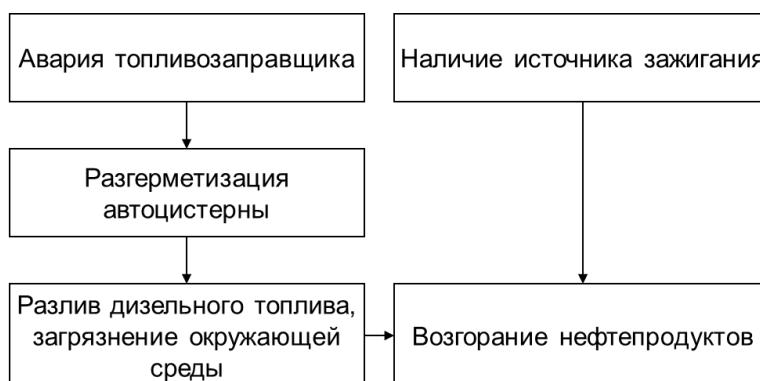 Авария топливозаправщика
Наличие источника зажигания
Разгерметизация
автоцистерны
Разлив дизельного топлива,
загрязнение окружающей
среды
Возгорание нефтепродуктов